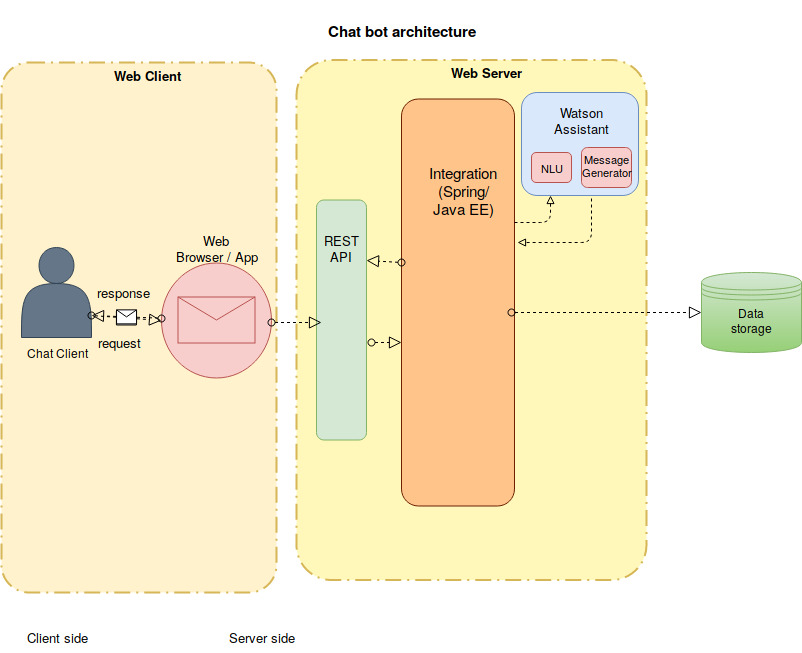 Chat bot architecture
Web Client
Web Server
Watson
Assistant
NLU
Message
Generator
Integration
(Spring/
Java EE)
REST
API
Web
Browser / App
response
request
Chat Client
Data
storage
Client side
Server side